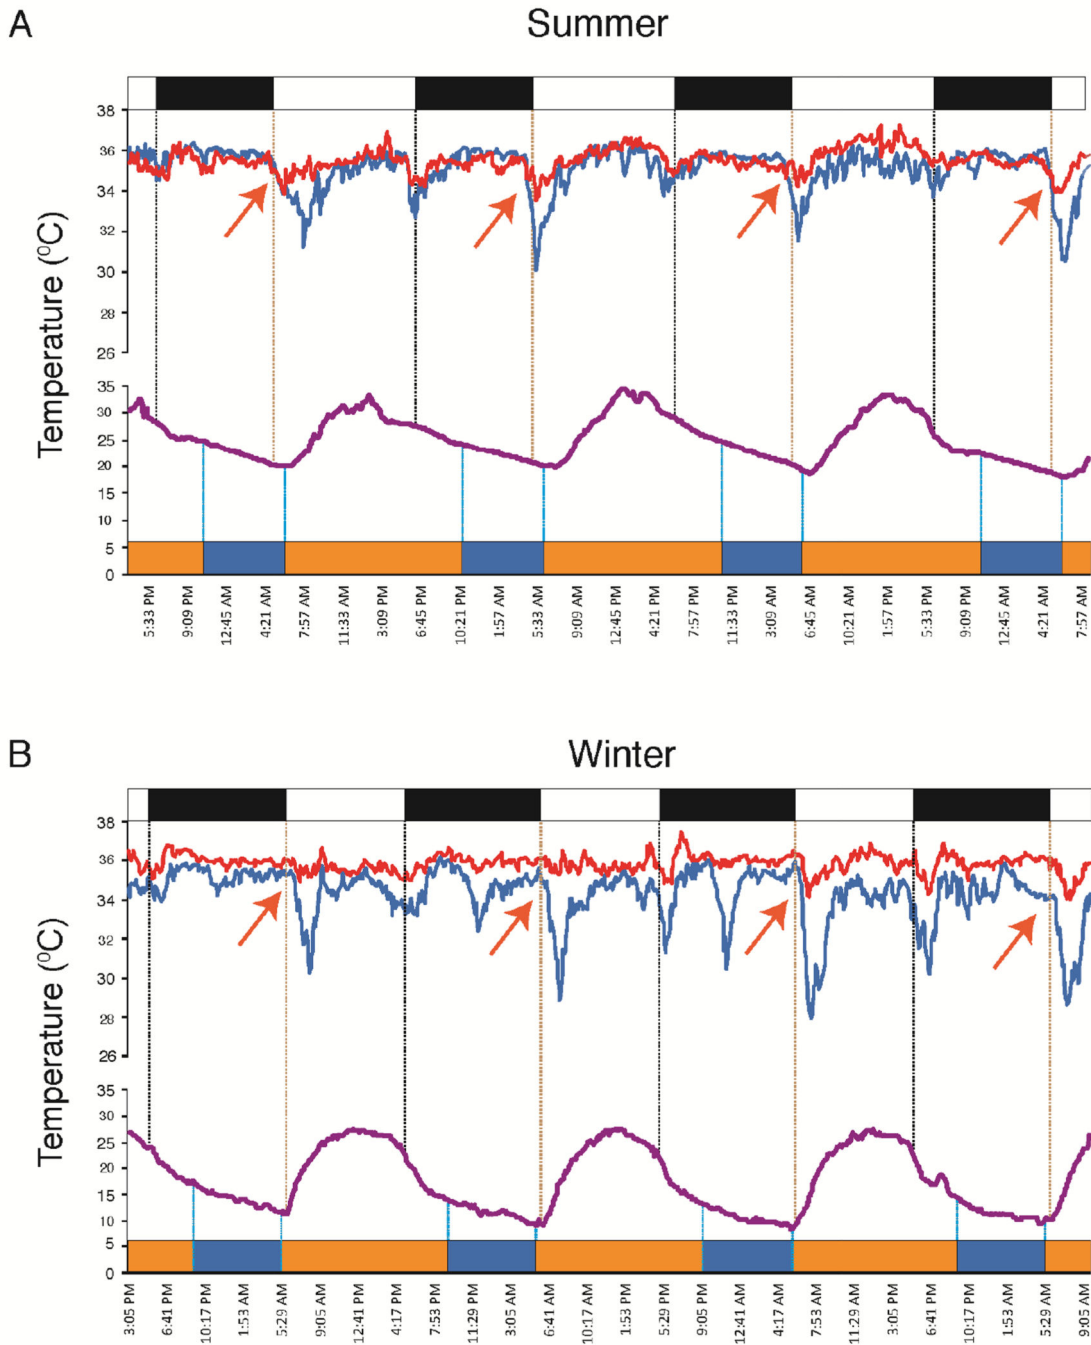 A
Summer
Temperature (⁰C)
38
36
34
32
30
28
26
35
30
25
20
15
10
5
0
5:33 PM
9:09 PM
12:45 AM
4:21 AM
7:57 AM
11:33 AM
3:09 PM
6:45 PM
10:21 PM
1:57 AM
5:33 AM
9:09 AM
12:45 PM
4:21 PM
7:57 PM
11:33 PM
3:09 AM
6:45 AM
10:21 AM
1:57 PM
5:33 PM
9:09 PM
12:45 AM
4:21 AM
7:57 AM
B
Winter
Temperature (⁰C)
38
36
34
32
30
28
26
35
30
25
20
15
10
5
0
3:05 PM
6:41 PM
10:17 PM
1:53 AM
5:29 AM
9:05 AM
12:41 PM
4:17 PM
7:53 PM
11:29 PM
3:05 AM
6:41 AM
10:17 AM
1:53 PM
5:29 PM
9:05 PM
12:41 AM
4:17 AM
7:53 AM
11:29 AM
3:05 PM
6:41 PM
10:17 PM
1:53 AM
5:29 AM
9:05 AM